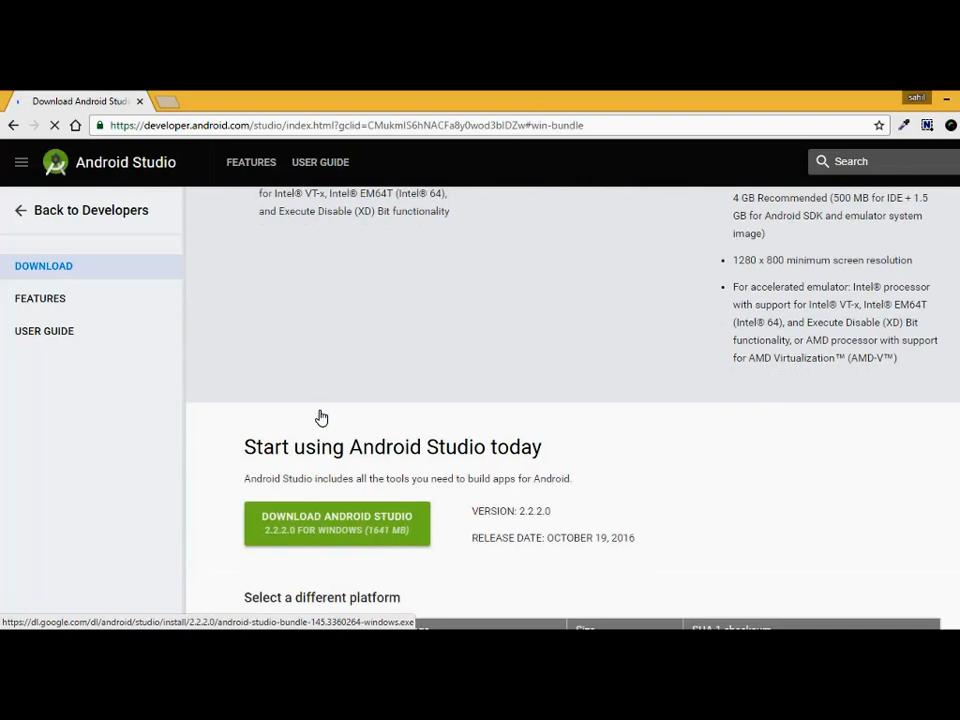 Download Android Studi
sahil
https://developer.android.com/studio/index.html?gclid=CMukmIS6hNACFa8y0wod3bIDZw#win-bundle
Android Studio
FEATURES
USER GUIDE
Search
Back to Developers
DOWNLOAD
FEATURES
USER GUIDE
for Intel® VT-x, Intel® EM64T (Intel® 64),
and Execute Disable (XD) Bit functionality
4 GB Recommended (500 MB for IDE + 1.5
GB for Android SDK and emulator system
image)
• 1280 x 800 minimum screen resolution
• For accelerated emulator: Intel® processor
with support for Intel® VT-x, Intel® EM64T
(Intel® 64), and Execute Disable (XD) Bit
functionality, or AMD processor with support
for AMD Virtualization™ (AMD-V™)
Start using Android Studio today
Android Studio includes all the tools you need to build apps for Android.
DOWNLOAD ANDROID STUDIO
2.2.2.0 FOR WINDOWS (1641 MB)
VERSION: 2.2.2.0
RELEASE DATE: OCTOBER 19, 2016
Select a different platform
https://dl.google.com/dl/android/studio/install/2.2.2.0/android-studio-bundle-145.3360264-windows.exe
Size
SHA-1 checksum